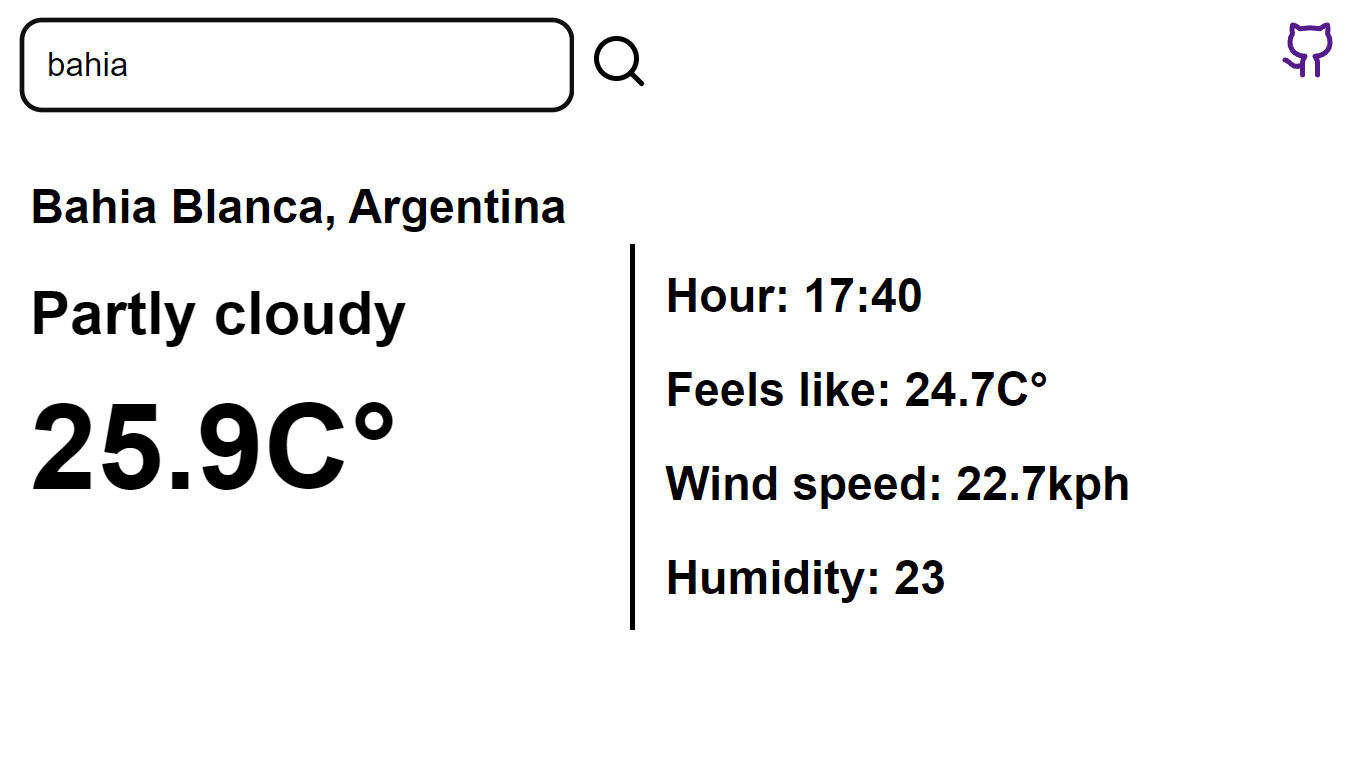 bahia
Bahia Blanca, Argentina
Partly cloudy
25.9C°
Hour: 17:40
Feels like: 24.7C°
Wind speed: 22.7kph
Humidity: 23